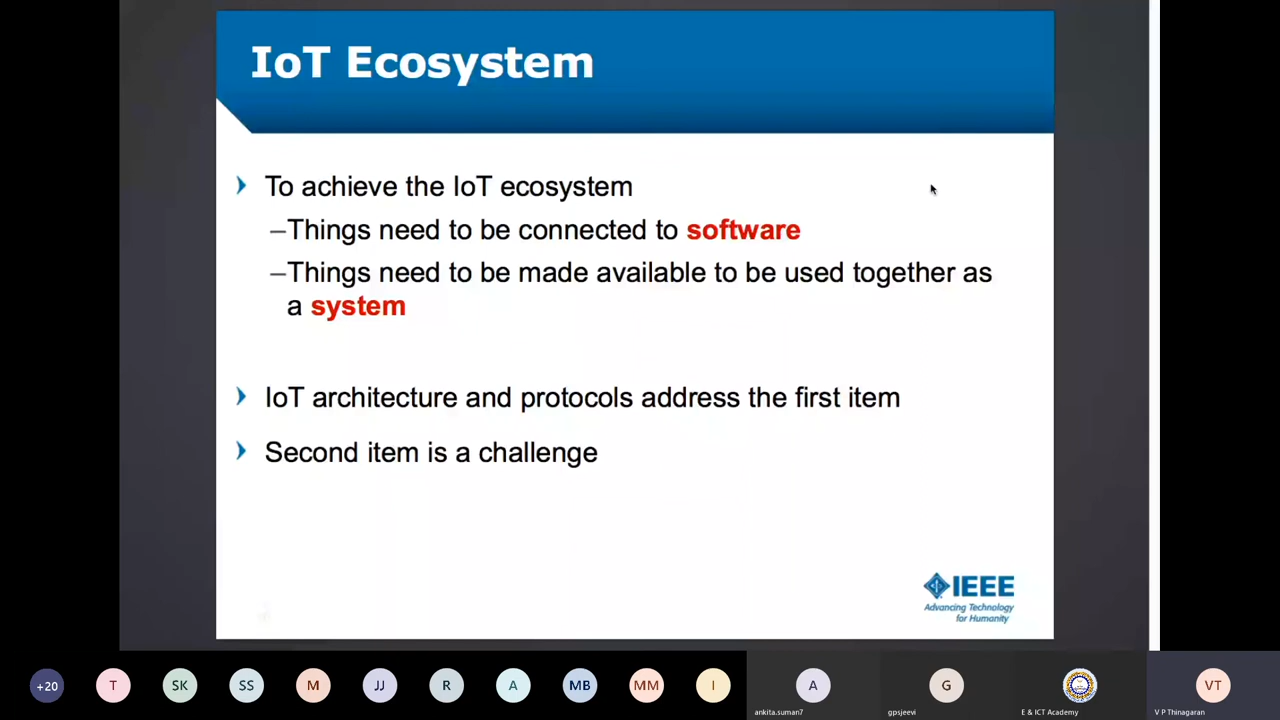 IoT Ecosystem
To achieve the IoT ecosystem
–Things need to be connected to software
–Things need to be made available to be used together as
a system
IoT architecture and protocols address the first item
Second item is a challenge
IEEE
Advancing Technology
for Humanity
+20 T SK SS M JJ R A MB MM I A G VT
ankita.suman7 gpsjeevi E & ICT Academy V P Thinagaran